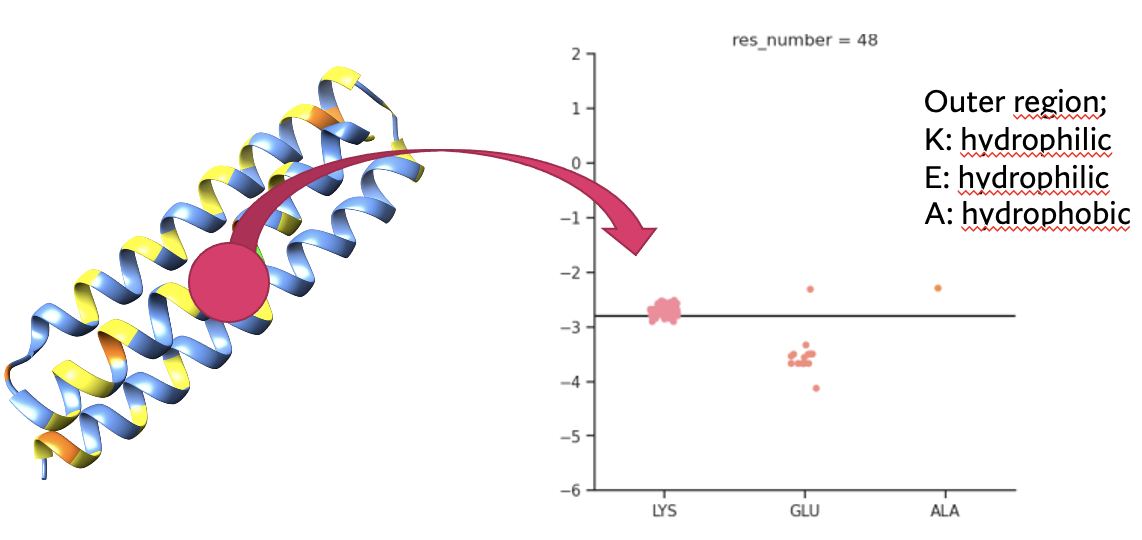 res_number = 48
2
1
0
−1
−2
−3
−4
−5
−6
LYS GLU ALA
Outer region;
K: hydrophilic
E: hydrophilic
A: hydrophobic